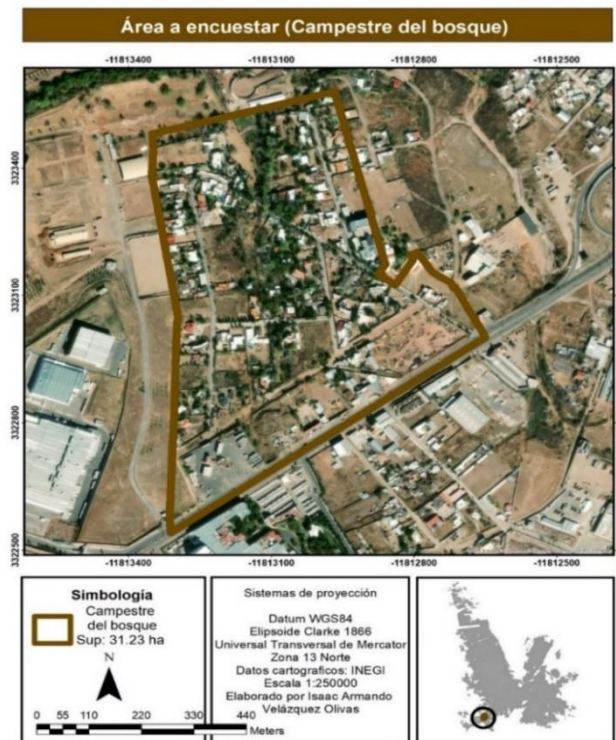 Área a encuestar (Campestre del bosque)
-11813400 -11813100 -11812800 -11812500
3323400
3323100
3322800
3322500
-11813400 -11813100 -11812800 -11812500
Simbología
Campestre
del bosque
Sup: 31.23 ha
N
0 55 110 220 330 440
Meters
Sistemas de proyección
Datum WGS84
Elipsoide Clarke 1866
Universal Transversal de Mercator
Zona 13 Norte
Datos cartograficos: INEGI
Escala 1:250000
Elaborado por Isaac Armando
Velázquez Olivas